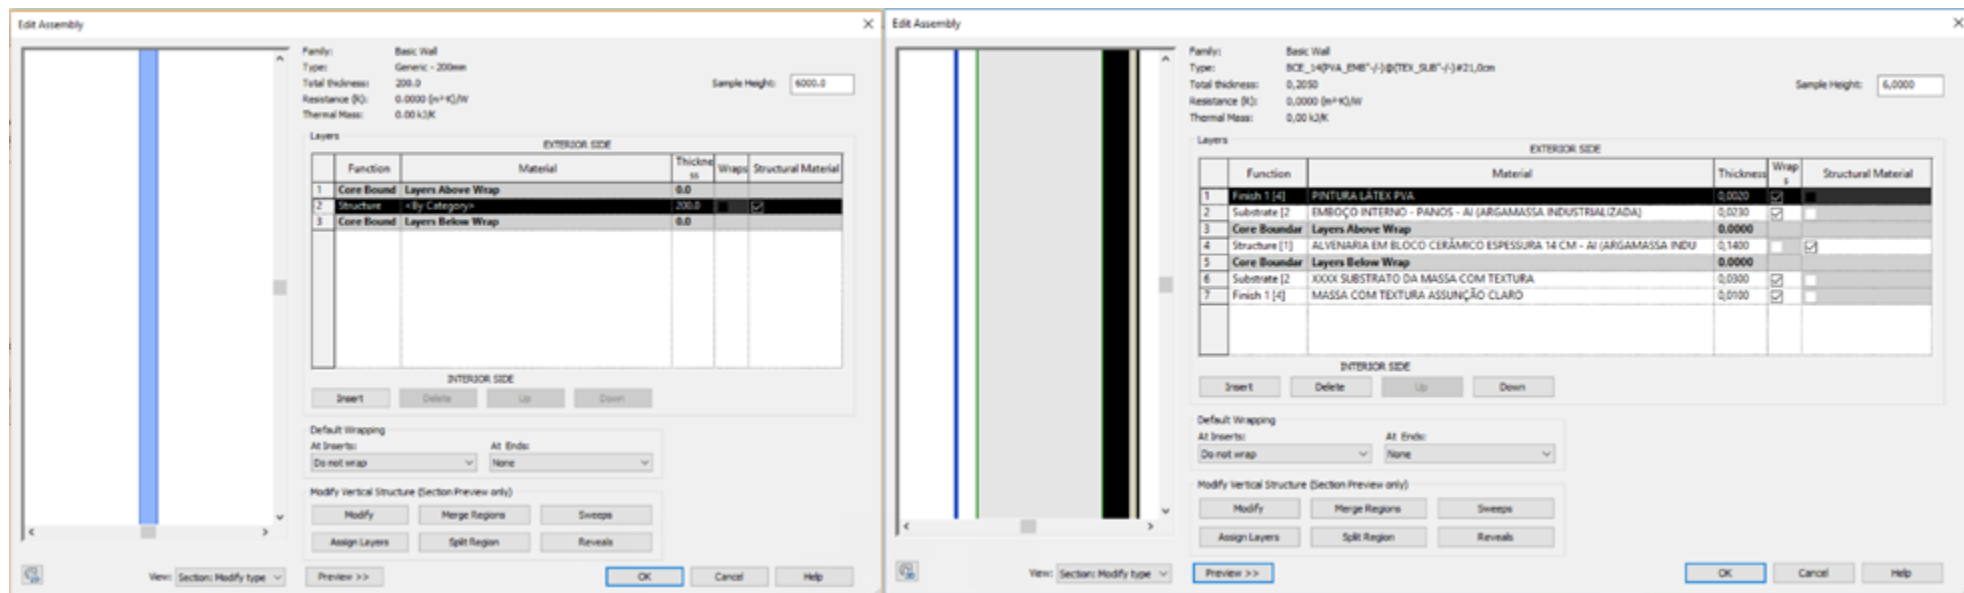 Edit Assembly
Family: Basic Wall
Type: Generic - 200mm
Total thickness: 200.0
Sample Height: 6000.0
Resistance (R): 0.0000 (m²·K)/W
Thermal Mass: 0.00 kJ/K
Layers
EXTERIOR SIDE
Function Material Thickness Wraps Structural Material
1 Core Bound Layers Above Wrap 0.0
2 Structure <By Category> 200.0
3 Core Bound Layers Below Wrap 0.0
INTERIOR SIDE
Insert Delete Up Down
Default Wrapping
At Inserts: At Ends:
Do not wrap None
Modify Vertical Structure (Section Preview only)
Modify Merge Regions Sweeps
Assign Layers Split Region Reveals
View: Section: Modify type Preview >> OK Cancel Help
Edit Assembly
Family: Basic Wall
Type: BCE_14(PVA_EMB"-/-)@(TEX_SUB"-/-)#21,0cm
Total thickness: 0,2050
Sample Height: 6,0000
Resistance (R): 0,0000 (m²·K)/W
Thermal Mass: 0,00 kJ/K
Layers
EXTERIOR SIDE
Function Material Thickness Wraps Structural Material
1 Finish 1 [4] PINTURA LÁTEX PVA 0,0020
2 Substrate [2 EMBOÇO INTERNO - PANOS - AI (ARGAMASSA INDUSTRIALIZADA) 0,0230
3 Core Boundar Layers Above Wrap 0.0000
4 Structure [1] ALVENARIA EM BLOCO CERÂMICO ESPESSURA 14 CM - AI (ARGAMASSA INDU 0,1400
5 Core Boundar Layers Below Wrap 0.0000
6 Substrate [2 XXXX SUBSTRATO DA MASSA COM TEXTURA 0,0300
7 Finish 1 [4] MASSA COM TEXTURA ASSUNÇÃO CLARO 0,0100
INTERIOR SIDE
Insert Delete Up Down
Default Wrapping
At Inserts: At Ends:
Do not wrap None
Modify Vertical Structure (Section Preview only)
Modify Merge Regions Sweeps
Assign Layers Split Region Reveals
View: Section: Modify type Preview >> OK Cancel Help